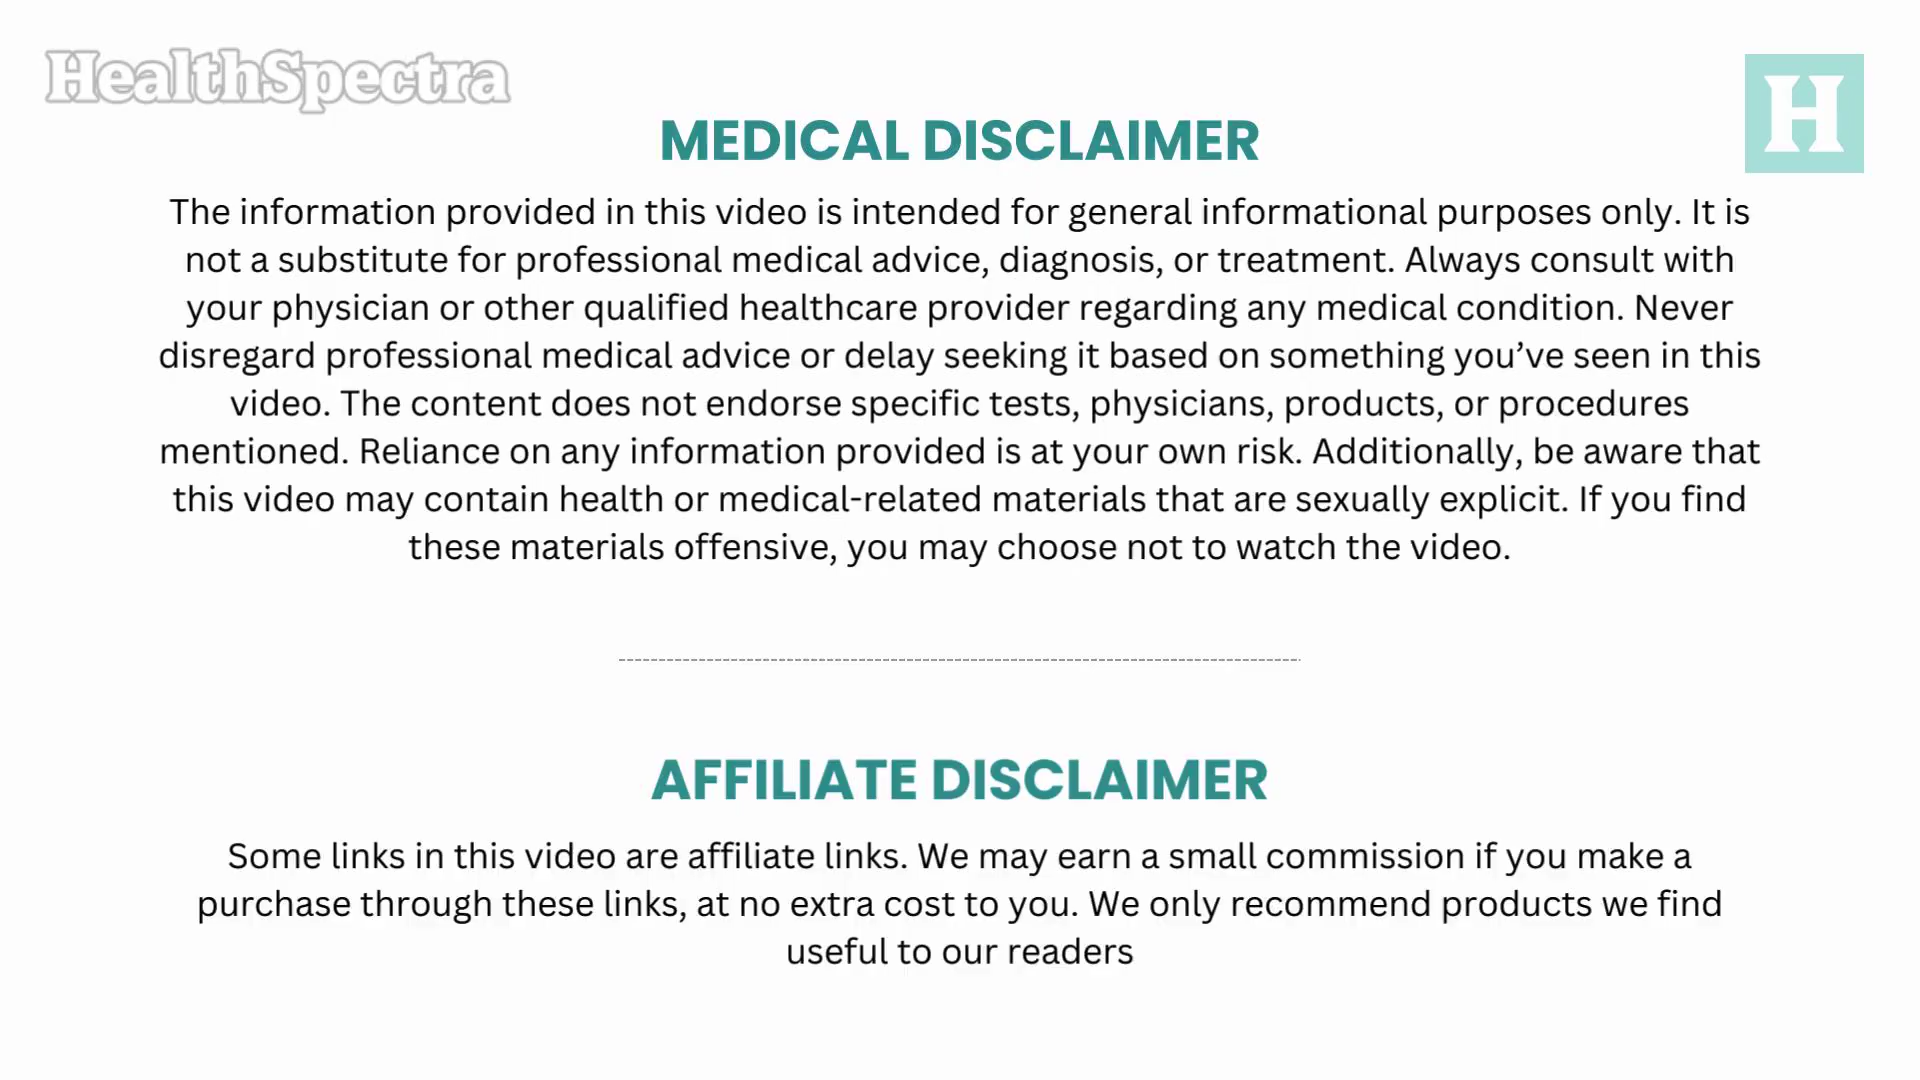 HealthSpectra
H
MEDICAL DISCLAIMER
The information provided in this video is intended for general informational purposes only. It is
not a substitute for professional medical advice, diagnosis, or treatment. Always consult with
your physician or other qualified healthcare provider regarding any medical condition. Never
disregard professional medical advice or delay seeking it based on something you’ve seen in this
video. The content does not endorse specific tests, physicians, products, or procedures
mentioned. Reliance on any information provided is at your own risk. Additionally, be aware that
this video may contain health or medical-related materials that are sexually explicit. If you find
these materials offensive, you may choose not to watch the video.
AFFILIATE DISCLAIMER
Some links in this video are affiliate links. We may earn a small commission if you make a
purchase through these links, at no extra cost to you. We only recommend products we find
useful to our readers